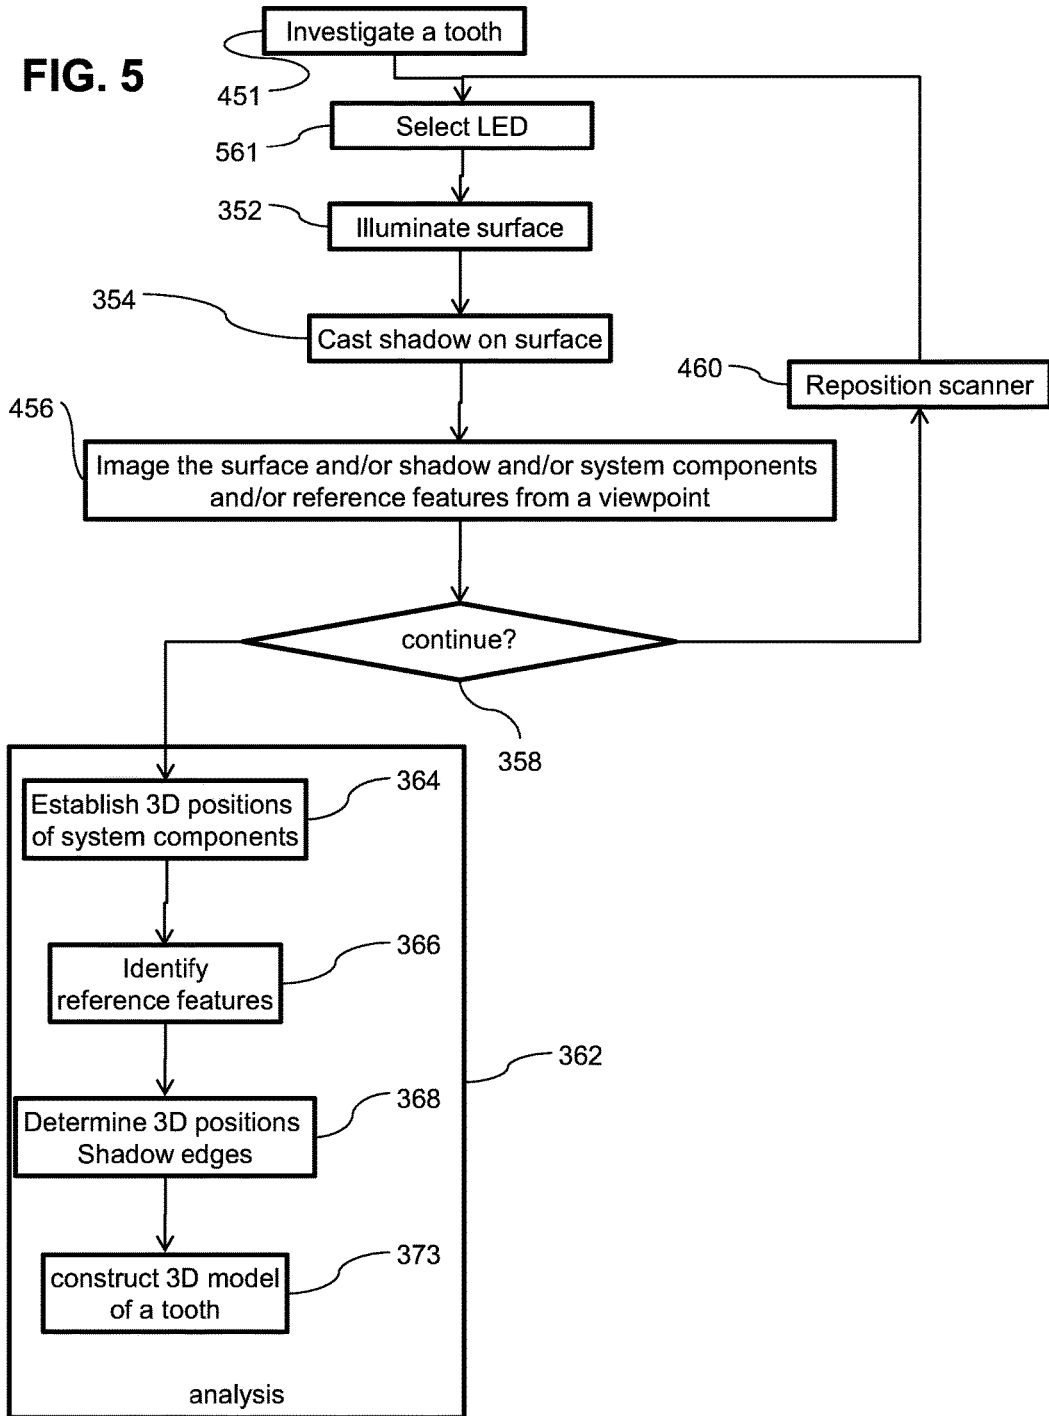 FIG. 5
Investigate a tooth
451
Select LED
561
352
Illuminate surface
354
Cast shadow on surface
460
Reposition scanner
456
Image the surface and/or shadow and/or system components
and/or reference features from a viewpoint
continue?
358
Establish 3D positions
of system components
364
Identify
reference features
366
362
Determine 3D positions
Shadow edges
368
construct 3D model
of a tooth
373
analysis